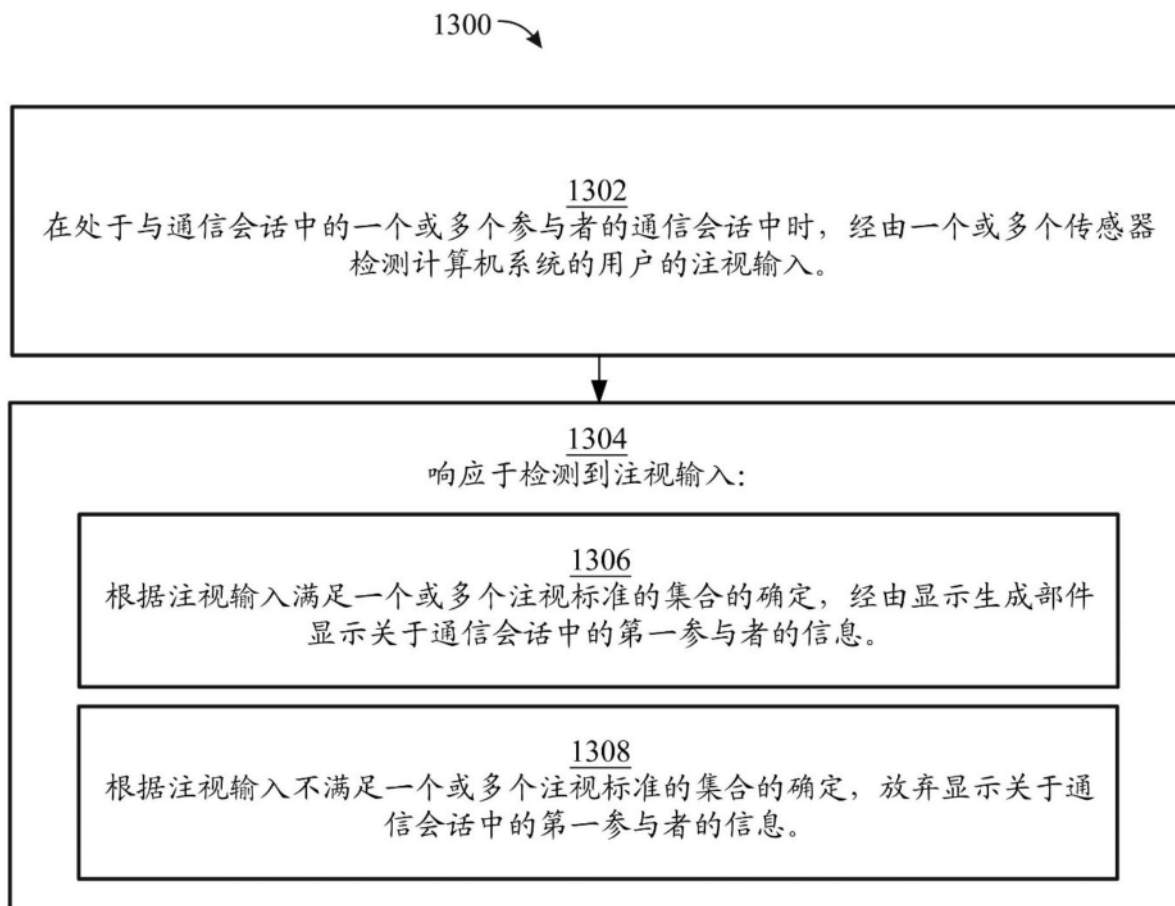 1300
1302
在处于与通信会话中的一个或多个参与者的通信会话中时，经由一个或多个传感器
检测计算机系统的用户的注视输入。
1304
响应于检测到注视输入：
1306
根据注视输入满足一个或多个注视标准的集合的确定，经由显示生成部件
显示关于通信会话中的第一参与者的信息。
1308
根据注视输入不满足一个或多个注视标准的集合的确定，放弃显示关于通
信会话中的第一参与者的信息。